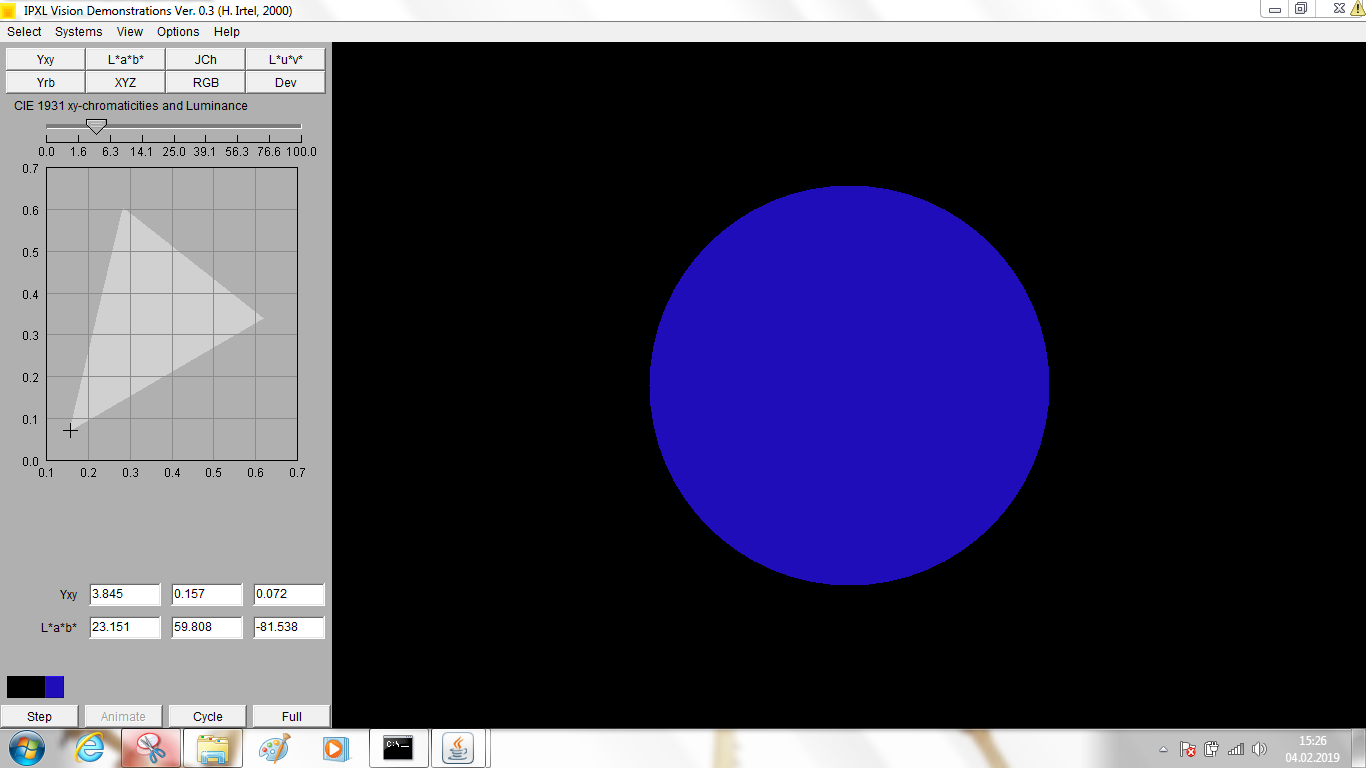 IPXL Vision Demonstrations Ver. 0.3 (H. Irtel, 2000)
Select Systems View Options Help
Yxy L*a*b* JCh L*u*v*
Yrb XYZ RGB Dev
CIE 1931 xy-chromaticities and Luminance
0.0 1.6 6.3 14.1 25.0 39.1 56.3 76.6 100.0
0.7
0.6
0.5
0.4
0.3
0.2
0.1
0.0
0.1 0.2 0.3 0.4 0.5 0.6 0.7
Yxy 3.845 0.157 0.072
L*a*b* 23.151 59.808 -81.538
Step Animate Cycle Full
C:\_
15:26
04.02.2019